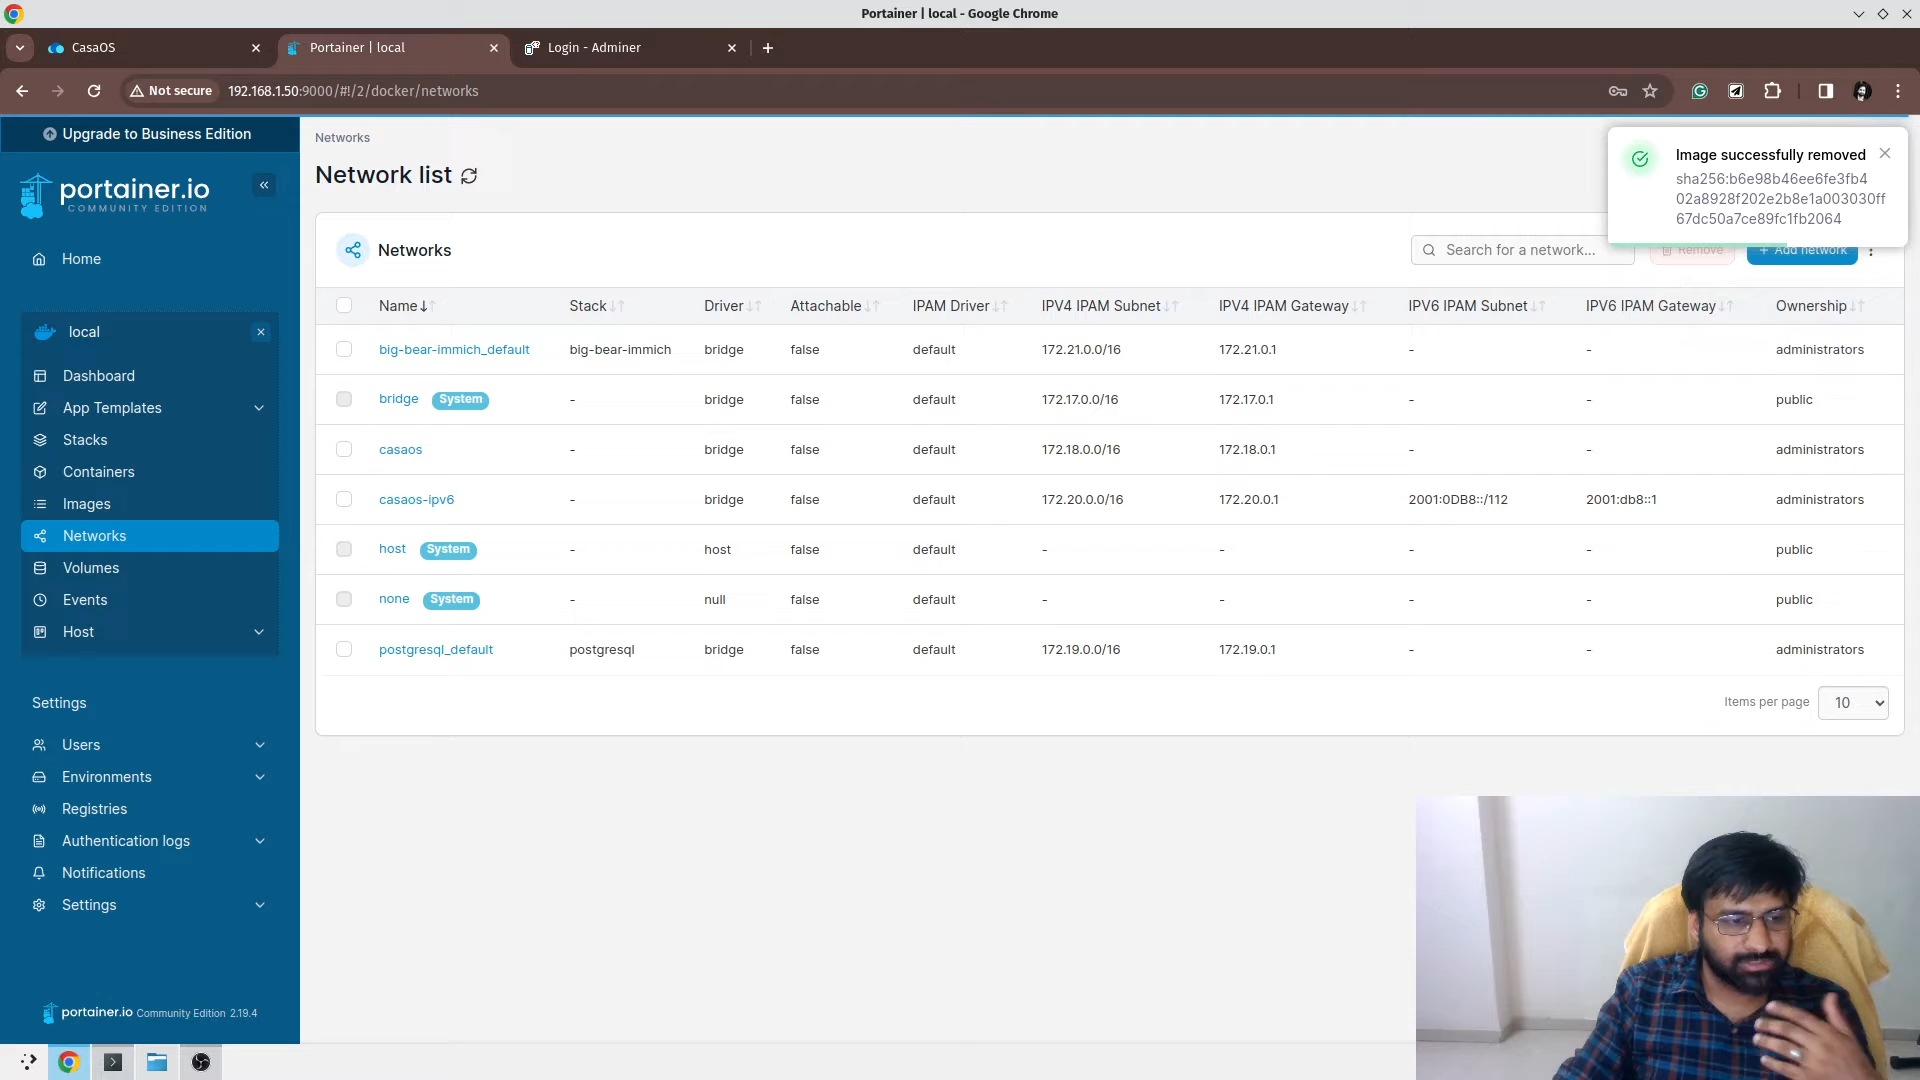 Portainer | local - Google Chrome
CasaOS
Portainer | local
Login - Adminer
Not secure
192.168.1.50:9000/#!/2/docker/networks
Upgrade to Business Edition
portainer.io
COMMUNITY EDITION
Home
local
Dashboard
App Templates
Stacks
Containers
Images
Networks
Volumes
Events
Host
Settings
Users
Environments
Registries
Authentication logs
Notifications
Settings
portainer.io Community Edition 2.19.4
Networks
Network list
Image successfully removed
sha256:b6e98b46ee6fe3fb4
02a8928f202e2b8e1a003030ff
67dc50a7ce89fc1fb2064
Networks
Search for a network...
Remove
+ Add network
Name Stack Driver Attachable IPAM Driver IPV4 IPAM Subnet IPV4 IPAM Gateway IPV6 IPAM Subnet IPV6 IPAM Gateway Ownership
big-bear-immich_default big-bear-immich bridge false default 172.21.0.0/16 172.21.0.1 - - administrators
bridge System - bridge false default 172.17.0.0/16 172.17.0.1 - - public
casaos - bridge false default 172.18.0.0/16 172.18.0.1 - - administrators
casaos-ipv6 - bridge false default 172.20.0.0/16 172.20.0.1 2001:0DB8::/112 2001:db8::1 administrators
host System - host false default - - - - public
none System - null false default - - - - public
postgresql_default postgresql bridge false default 172.19.0.0/16 172.19.0.1 - - administrators
Items per page 10